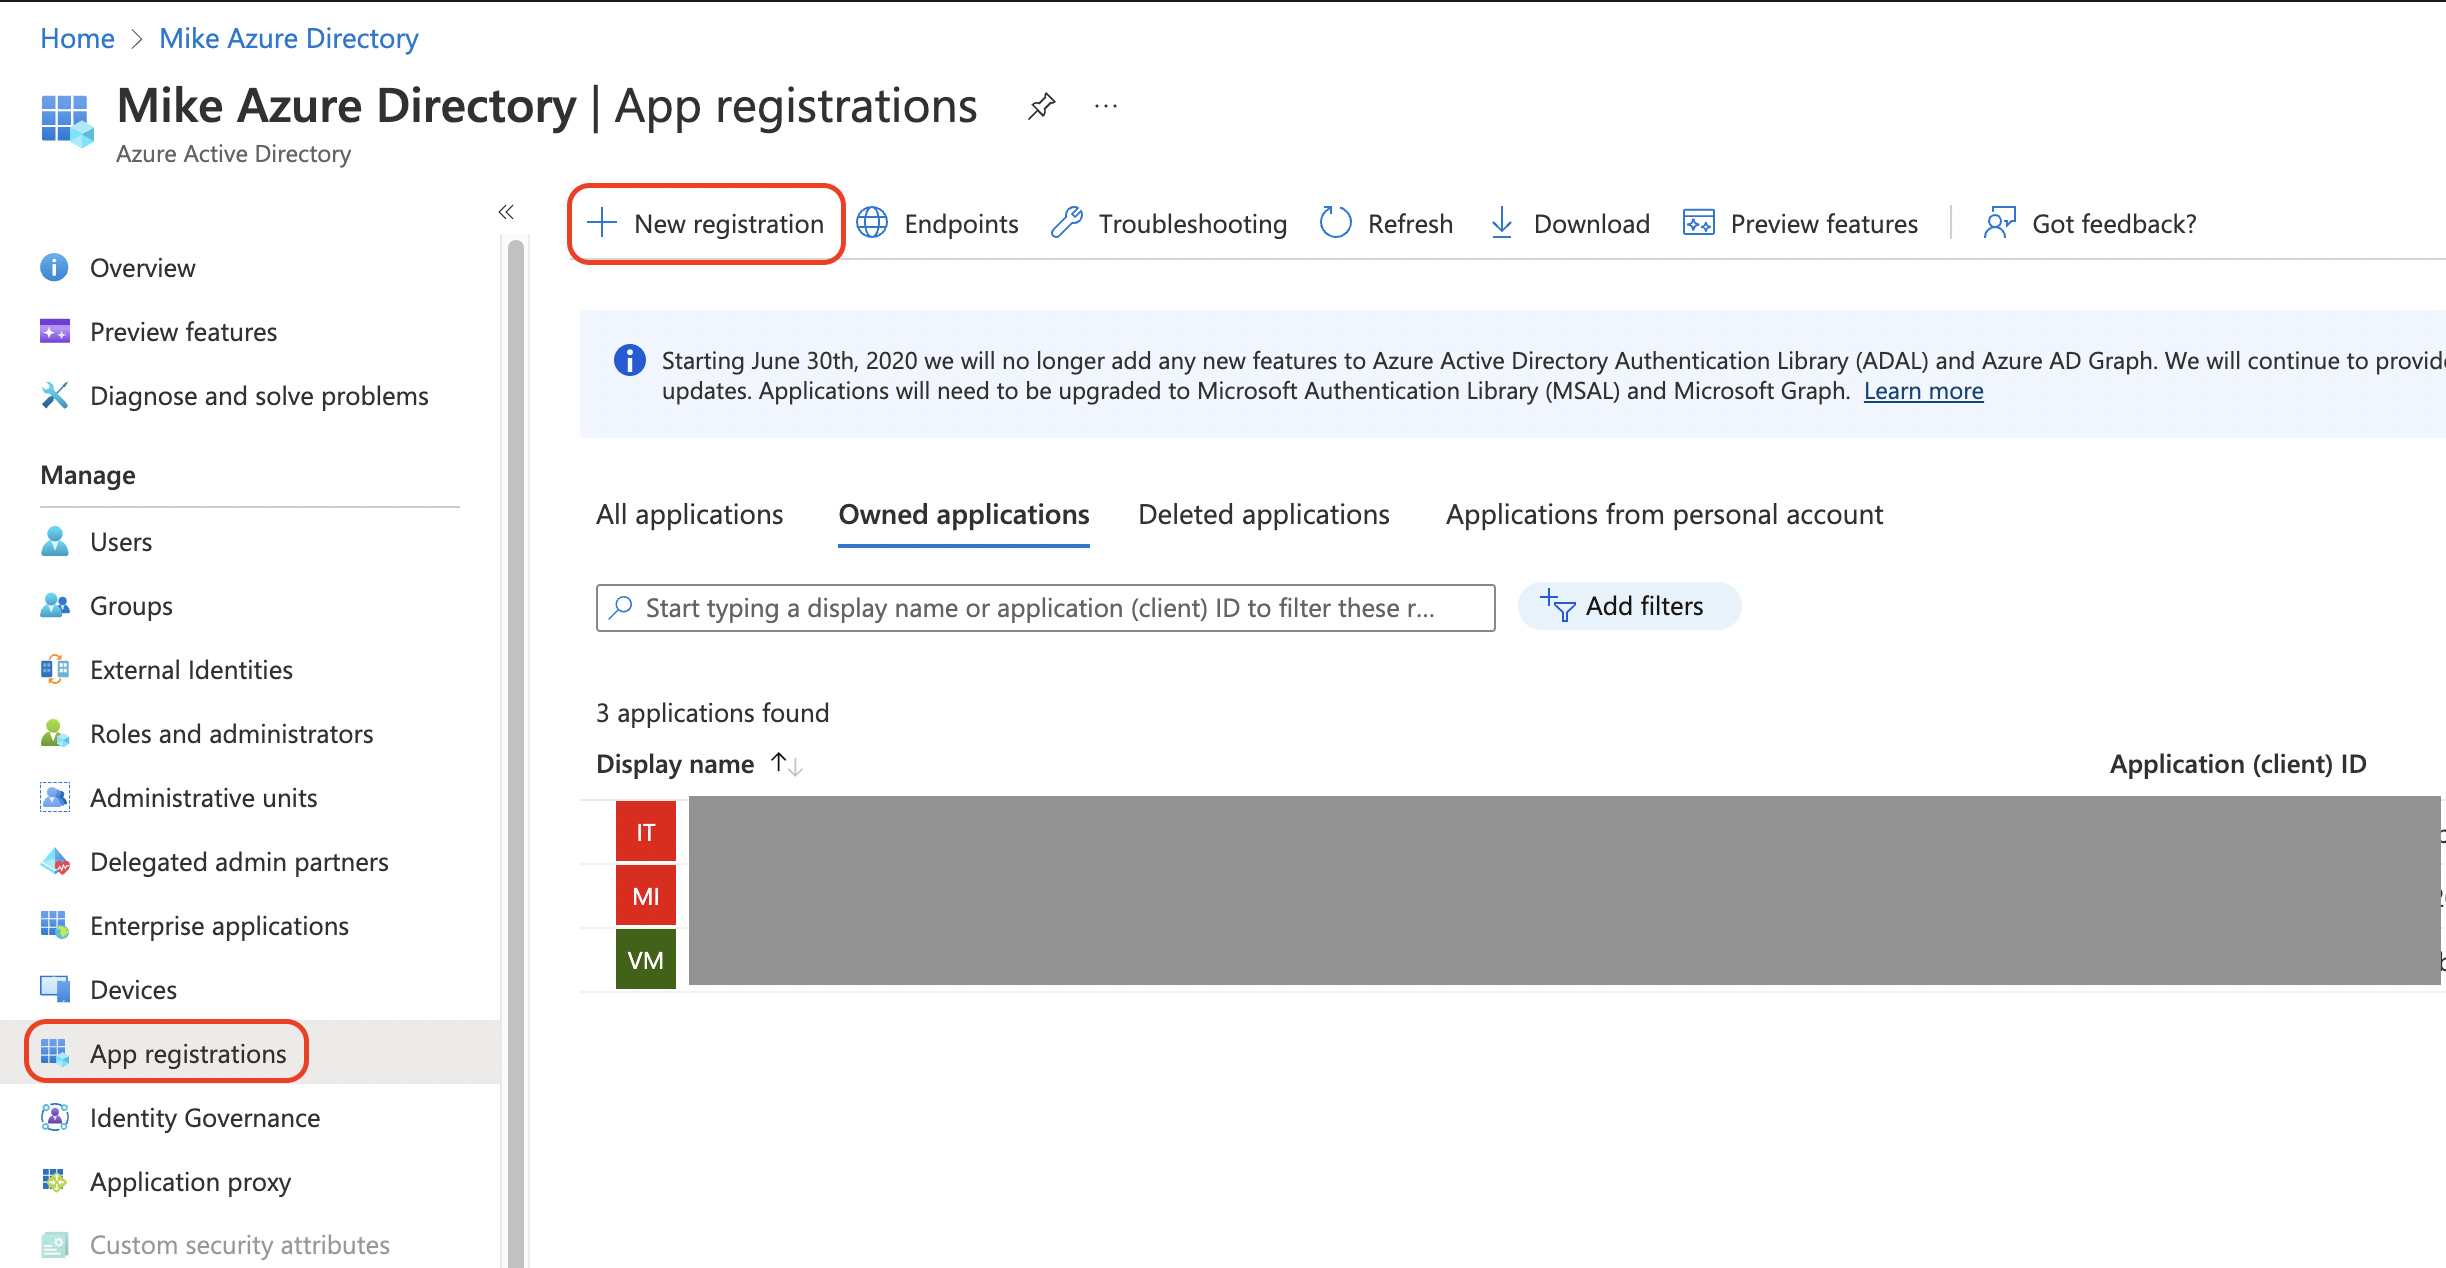 Home > Mike Azure Directory
Mike Azure Directory | App registrations ...
Azure Active Directory
«
Overview
Preview features
Diagnose and solve problems
Manage
Users
Groups
External Identities
Roles and administrators
Administrative units
Delegated admin partners
Enterprise applications
Devices
App registrations
Identity Governance
Application proxy
Custom security attributes
New registration Endpoints Troubleshooting Refresh Download Preview features Got feedback?
Starting June 30th, 2020 we will no longer add any new features to Azure Active Directory Authentication Library (ADAL) and Azure AD Graph. We will continue to
updates. Applications will need to be upgraded to Microsoft Authentication Library (MSAL) and Microsoft Graph. Learn more
All applications Owned applications Deleted applications Applications from personal account
Start typing a display name or application (client) ID to filter these r... Add filters
3 applications found
Display name ↑↓ Application (client) ID
IT
MI
VM